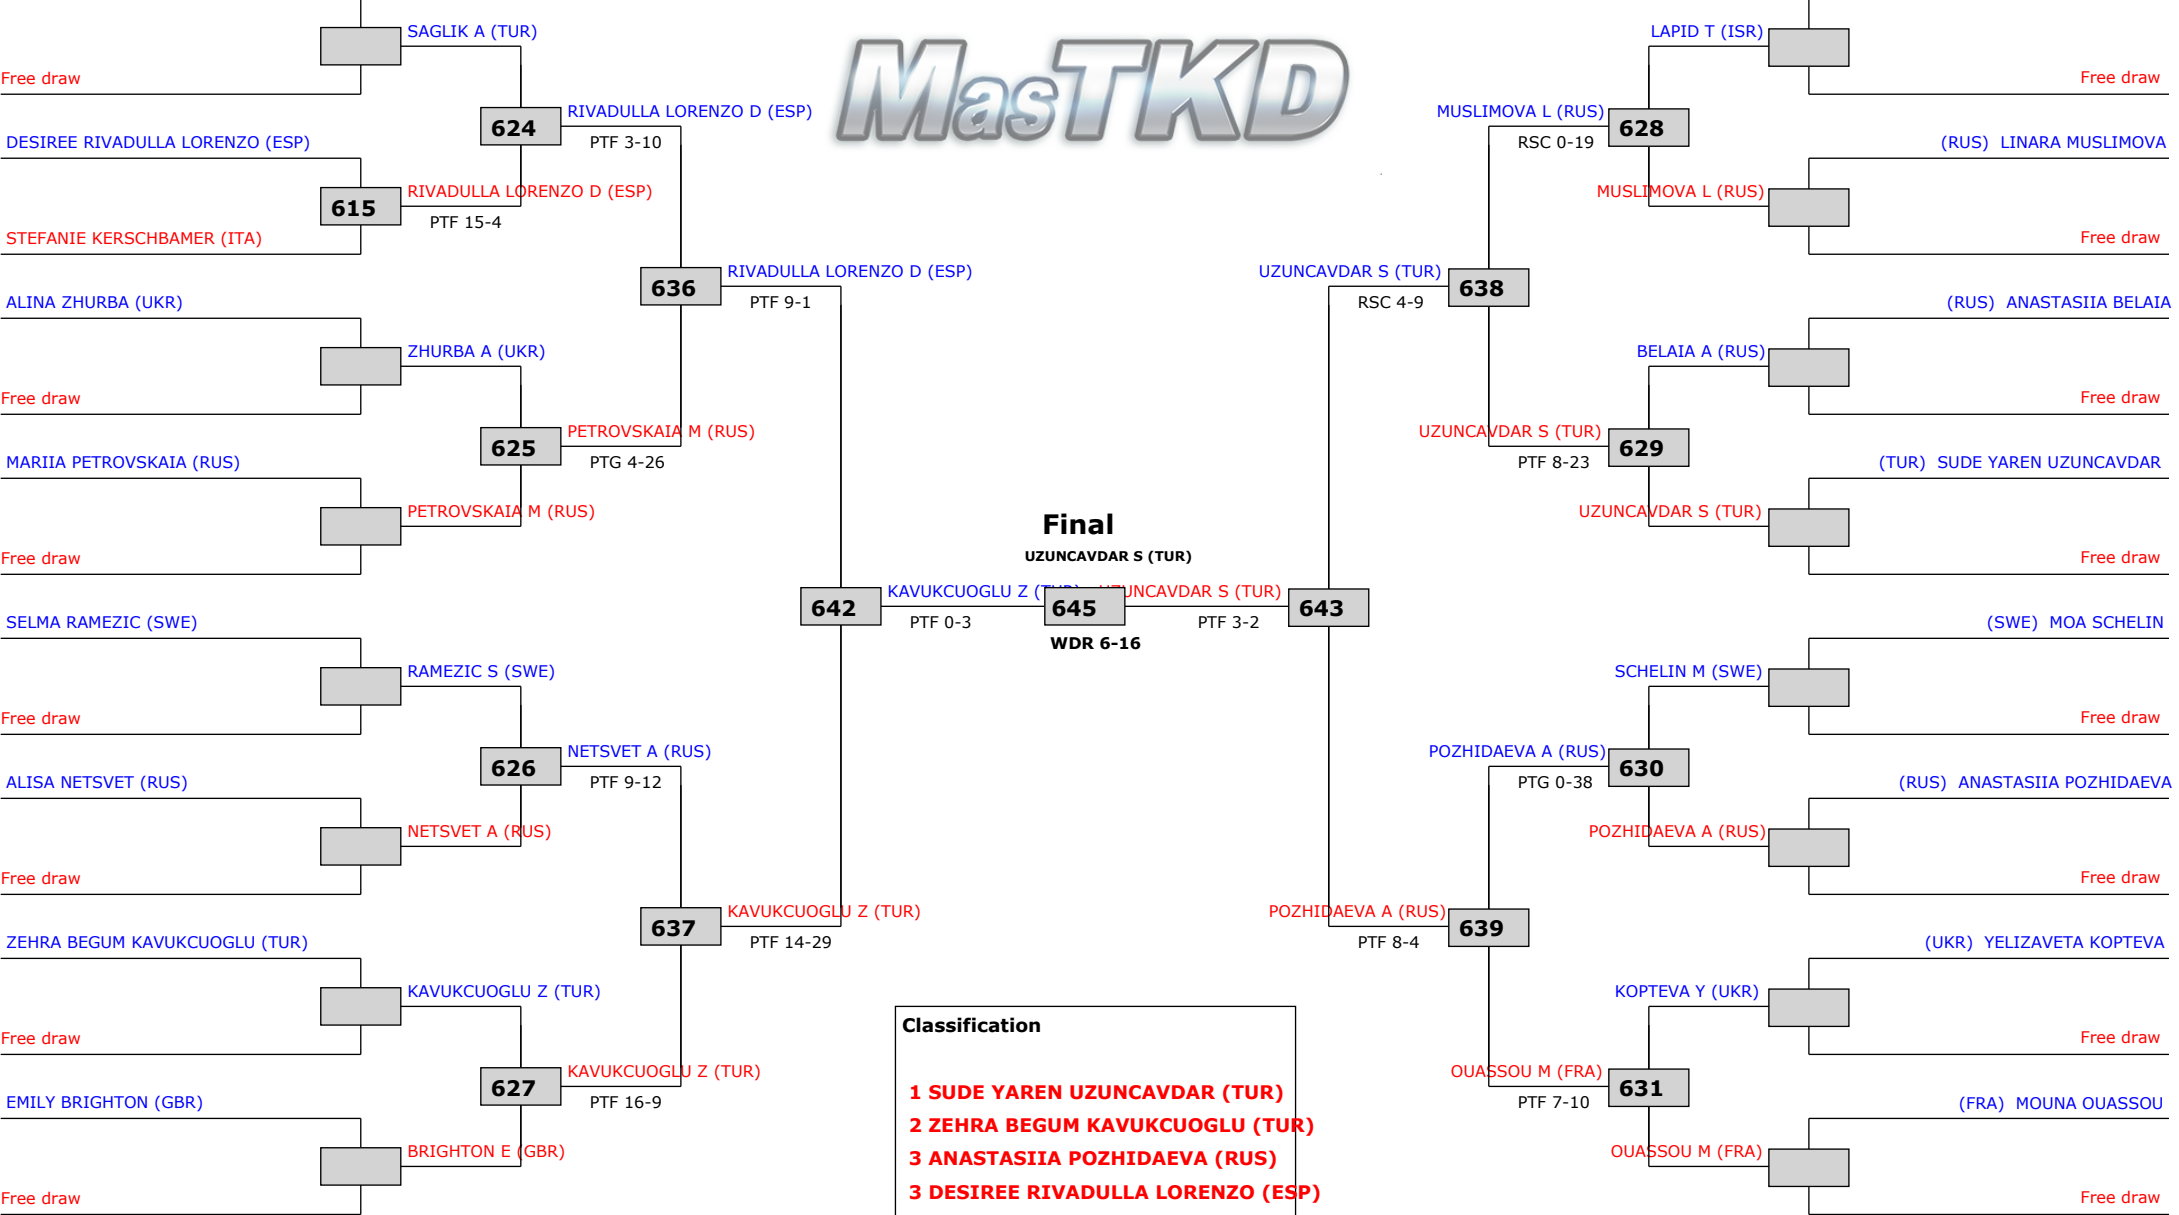 MasTKD
SAGLIK A (TUR)
Free draw
624
RIVADULLA LORENZO D (ESP)
PTF 3-10
DESIREE RIVADULLA LORENZO (ESP)
615
RIVADULLA LORENZO D (ESP)
PTF 15-4
STEFANIE KERSCHBAMER (ITA)
636
RIVADULLA LORENZO D (ESP)
PTF 9-1
ALINA ZHURBA (UKR)
ZHURBA A (UKR)
Free draw
625
PETROVSKAIA M (RUS)
PTG 4-26
MARIIA PETROVSKAIA (RUS)
PETROVSKAIA M (RUS)
Free draw
642
KAVUKCUOGLU Z (TUR)
PTF 0-3
SELMA RAMEZIC (SWE)
RAMEZIC S (SWE)
Free draw
626
NETSVET A (RUS)
PTF 9-12
ALISA NETSVET (RUS)
NETSVET A (RUS)
Free draw
637
KAVUKCUOGLU Z (TUR)
PTF 14-29
ZEHRA BEGUM KAVUKCUOGLU (TUR)
KAVUKCUOGLU Z (TUR)
Free draw
627
KAVUKCUOGLU Z (TUR)
PTF 16-9
EMILY BRIGHTON (GBR)
BRIGHTON E (GBR)
Free draw
Final
UZUNCAVDAR S (TUR)
645
WDR 6-16
LAPID T (ISR)
Free draw
MUSLIMOVA L (RUS)
628
RSC 0-19
(RUS) LINARA MUSLIMOVA
MUSLIMOVA L (RUS)
Free draw
UZUNCAVDAR S (TUR)
638
RSC 4-9
(RUS) ANASTASIIA BELAIA
BELAIA A (RUS)
Free draw
UZUNCAVDAR S (TUR)
629
PTF 8-23
(TUR) SUDE YAREN UZUNCAVDAR
UZUNCAVDAR S (TUR)
Free draw
UZUNCAVDAR S (TUR)
643
PTF 3-2
(SWE) MOA SCHELIN
SCHELIN M (SWE)
Free draw
POZHIDAEVA A (RUS)
630
PTG 0-38
(RUS) ANASTASIIA POZHIDAEVA
POZHIDAEVA A (RUS)
Free draw
POZHIDAEVA A (RUS)
639
PTF 8-4
(UKR) YELIZAVETA KOPTEVA
KOPTEVA Y (UKR)
Free draw
OUASSOU M (FRA)
631
PTF 7-10
(FRA) MOUNA OUASSOU
OUASSOU M (FRA)
Free draw
Classification
1 SUDE YAREN UZUNCAVDAR (TUR)
2 ZEHRA BEGUM KAVUKCUOGLU (TUR)
3 ANASTASIIA POZHIDAEVA (RUS)
3 DESIREE RIVADULLA LORENZO (ESP)